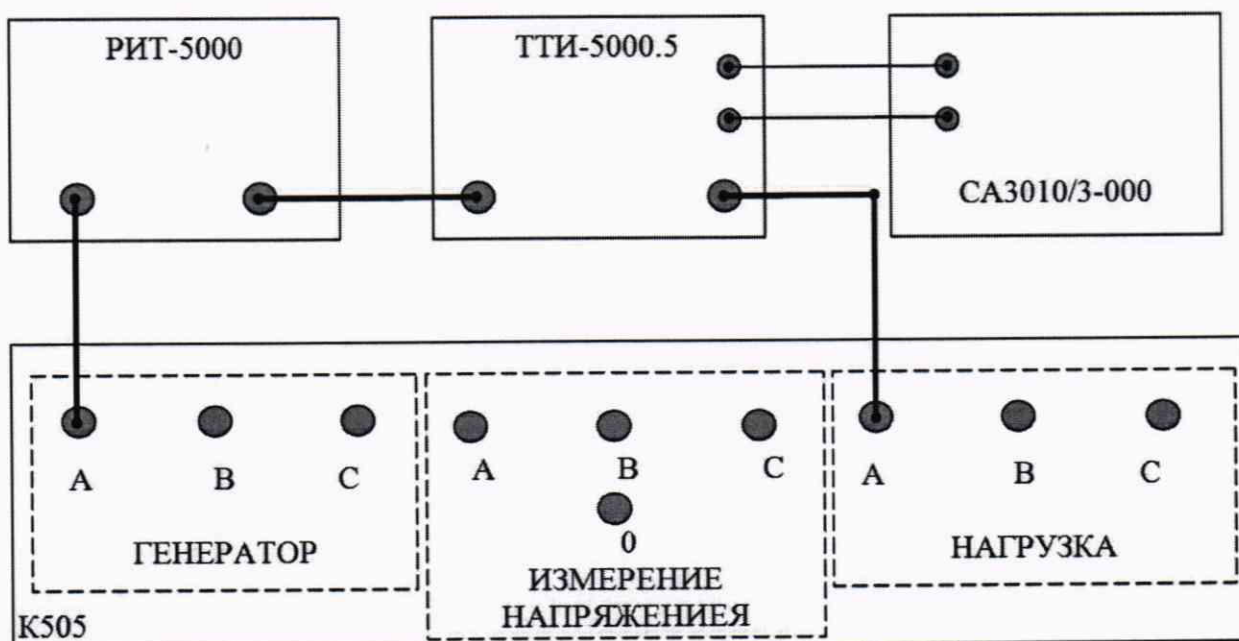 РИТ-5000
ТТИ-5000.5
СА3010/3-000
А
В
С
ГЕНЕРАТОР
А
В
С
0
ИЗМЕРЕНИЕ
НАПРЯЖЕНИЕЯ
А
В
С
НАГРУЗКА
К505